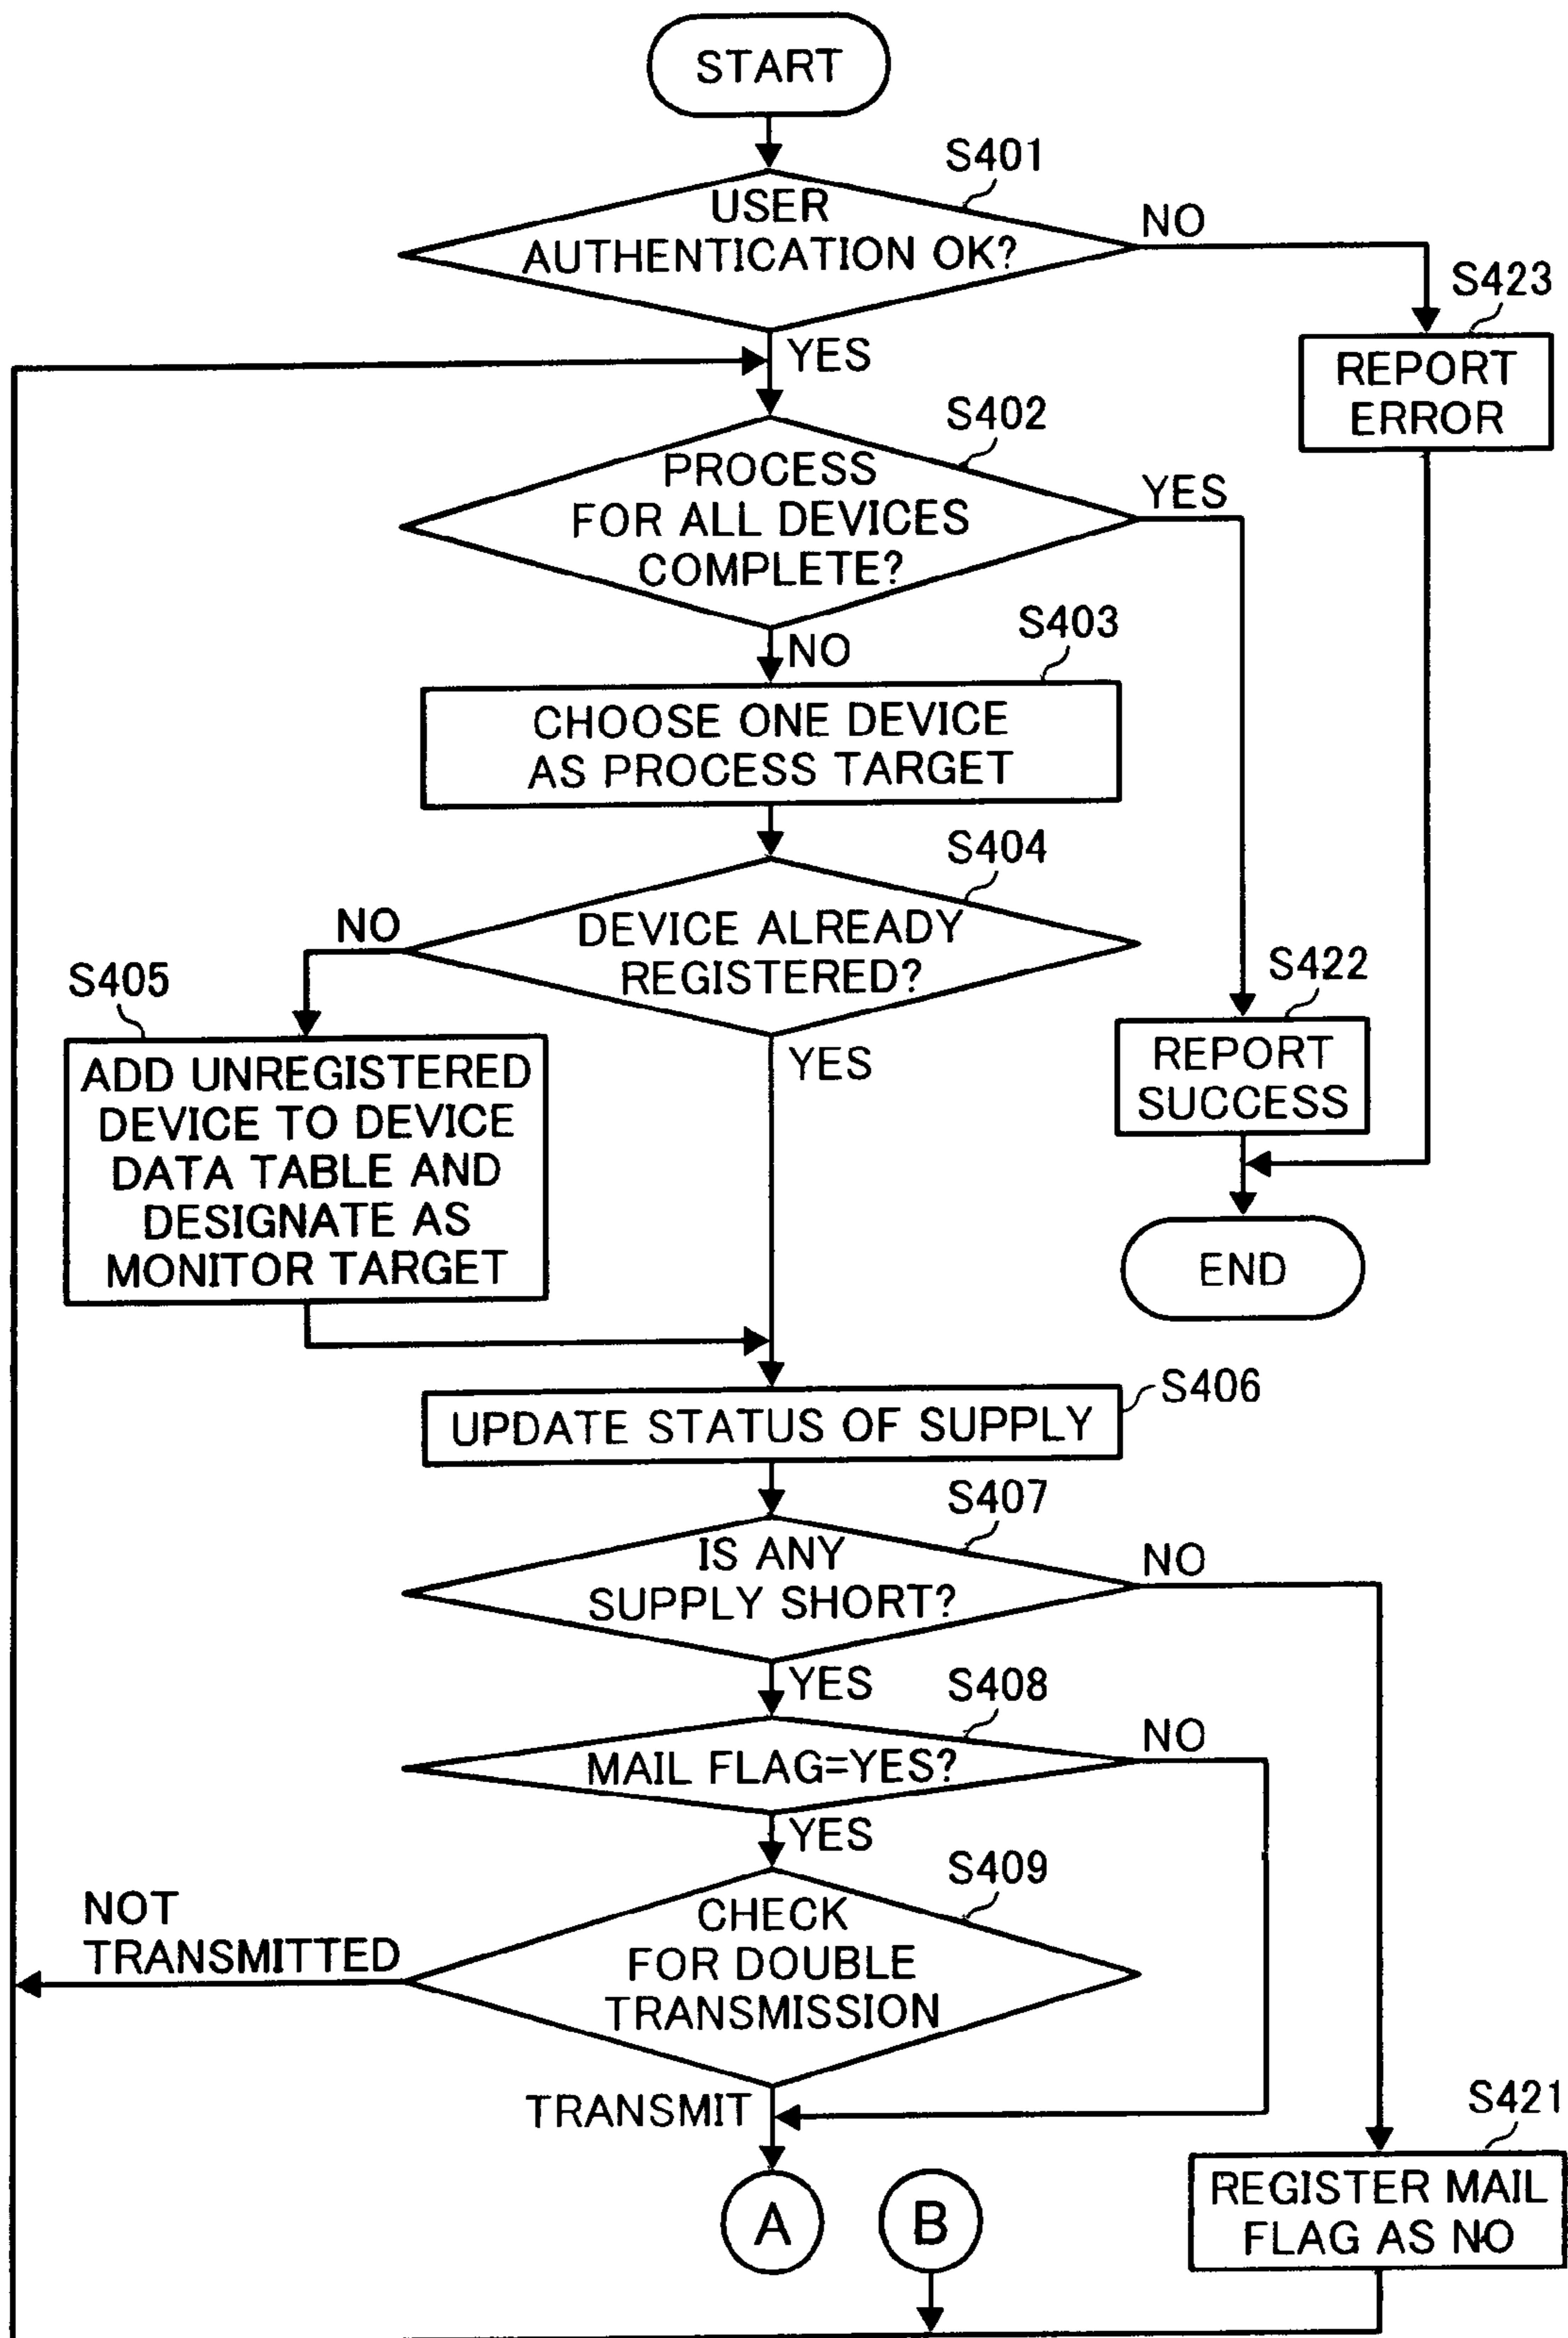 START
S401
USER
AUTHENTICATION OK?
NO
S423
REPORT
ERROR
YES
S402
PROCESS
FOR ALL DEVICES
COMPLETE?
YES
NO
S403
CHOOSE ONE DEVICE
AS PROCESS TARGET
S404
DEVICE ALREADY
REGISTERED?
NO
S405
ADD UNREGISTERED
DEVICE TO DEVICE
DATA TABLE AND
DESIGNATE AS
MONITOR TARGET
YES
S422
REPORT
SUCCESS
END
S406
UPDATE STATUS OF SUPPLY
S407
IS ANY
SUPPLY SHORT?
NO
YES
S408
MAIL FLAG=YES?
NO
YES
S409
CHECK
FOR DOUBLE
TRANSMISSION
NOT
TRANSMITTED
TRANSMIT
S421
REGISTER MAIL
FLAG AS NO
A
B